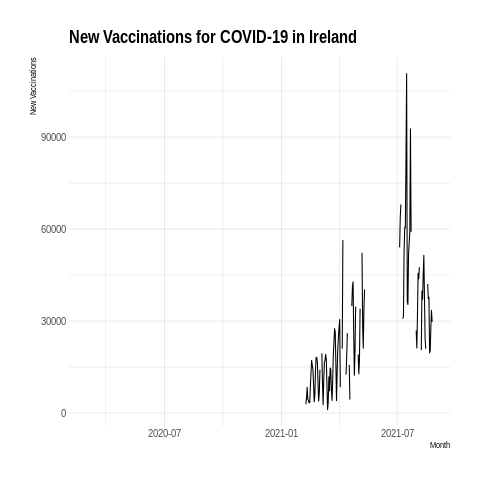 New Vaccinations for COVID-19 in Ireland
New Vaccinations
90000
60000
30000
0
2020-07
2021-01
2021-07
Month